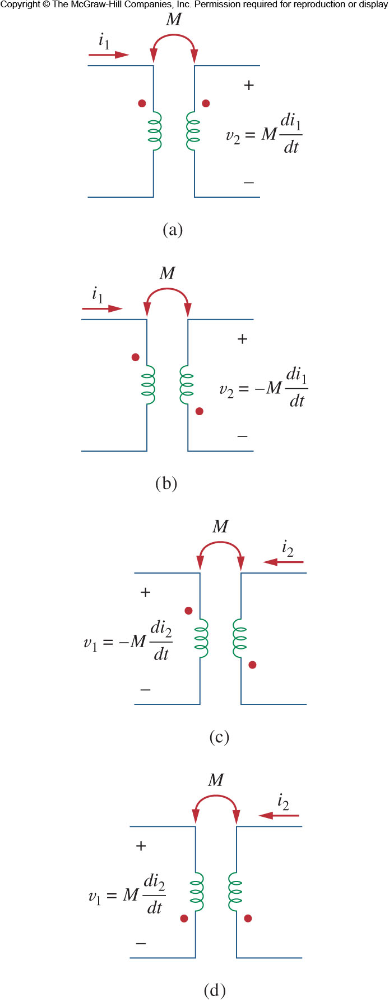 Copyright © The McGraw-Hill Companies, Inc. Permission required for reproduction or display
M
i₁
+
v₂ = M di₁/dt
−
(a)
M
i₁
+
v₂ = −M di₁/dt
−
(b)
M
i₂
+
v₁ = −M di₂/dt
−
(c)
M
i₂
+
v₁ = M di₂/dt
−
(d)